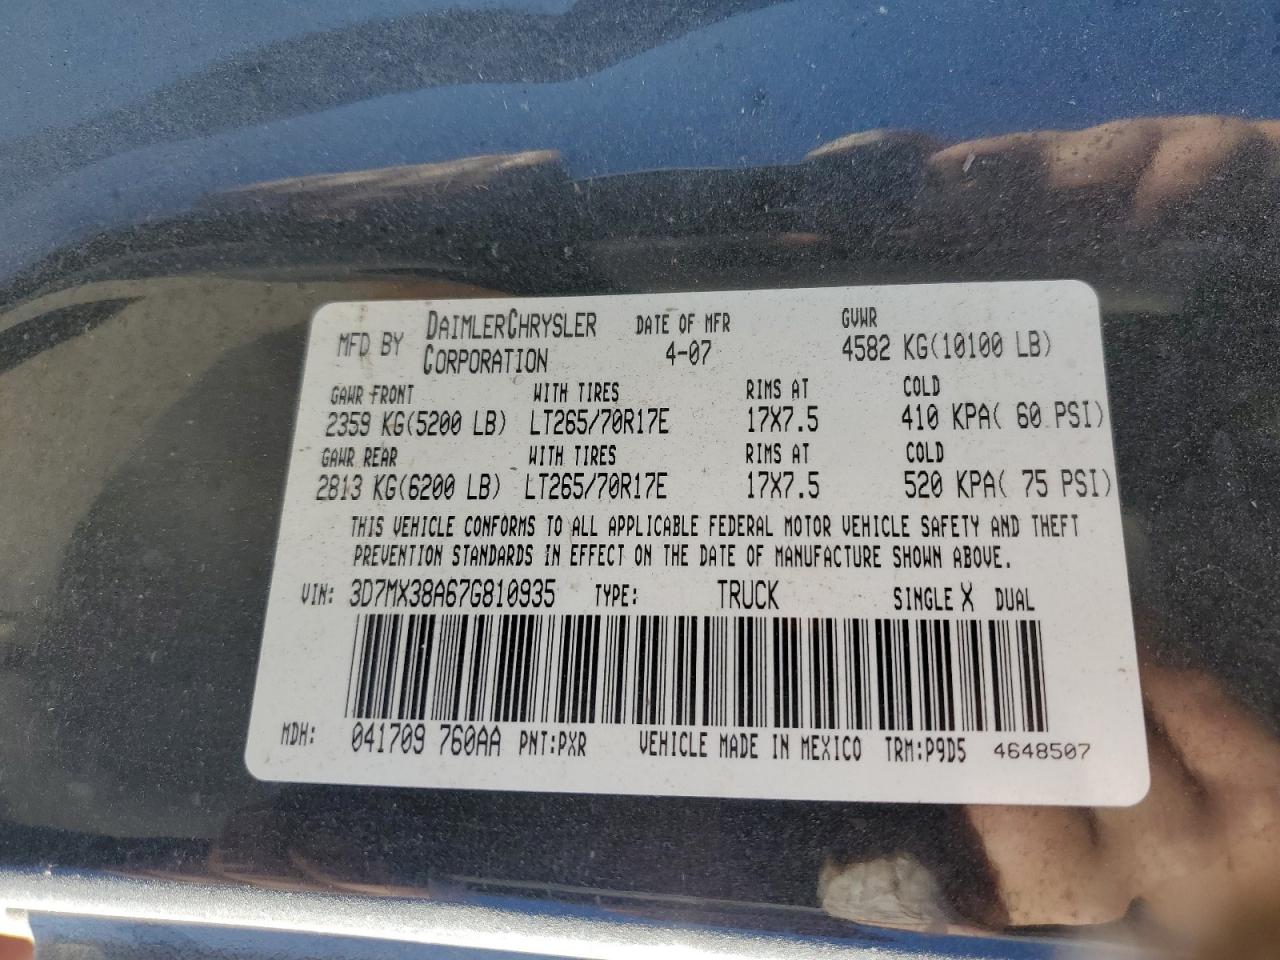 MFD BY DAIMLERCHRYSLER CORPORATION DATE OF MFR 4-07 GVWR 4582 KG(10100 LB)
GAWR FRONT WITH TIRES RIMS AT COLD
2359 KG(5200 LB) LT265/70R17E 17X7.5 410 KPA( 60 PSI)
GAWR REAR WITH TIRES RIMS AT COLD
2813 KG(6200 LB) LT265/70R17E 17X7.5 520 KPA( 75 PSI)
THIS VEHICLE CONFORMS TO ALL APPLICABLE FEDERAL MOTOR VEHICLE SAFETY AND THEFT
PREVENTION STANDARDS IN EFFECT ON THE DATE OF MANUFACTURE SHOWN ABOVE.
VIN: 3D7MX38A67G810935 TYPE: TRUCK SINGLE X DUAL
MDH: 041709 760AA PNT:PXR VEHICLE MADE IN MEXICO TRM:P9D5 4648507